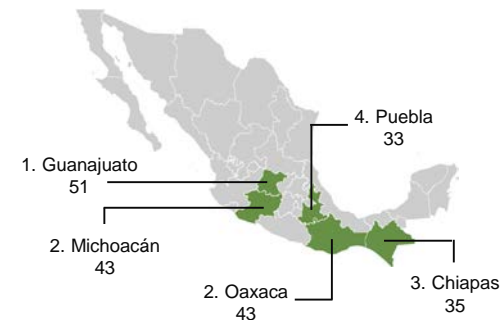 4. Puebla
33
1. Guanajuato
51
2. Michoacán
43
2. Oaxaca
43
3. Chiapas
35